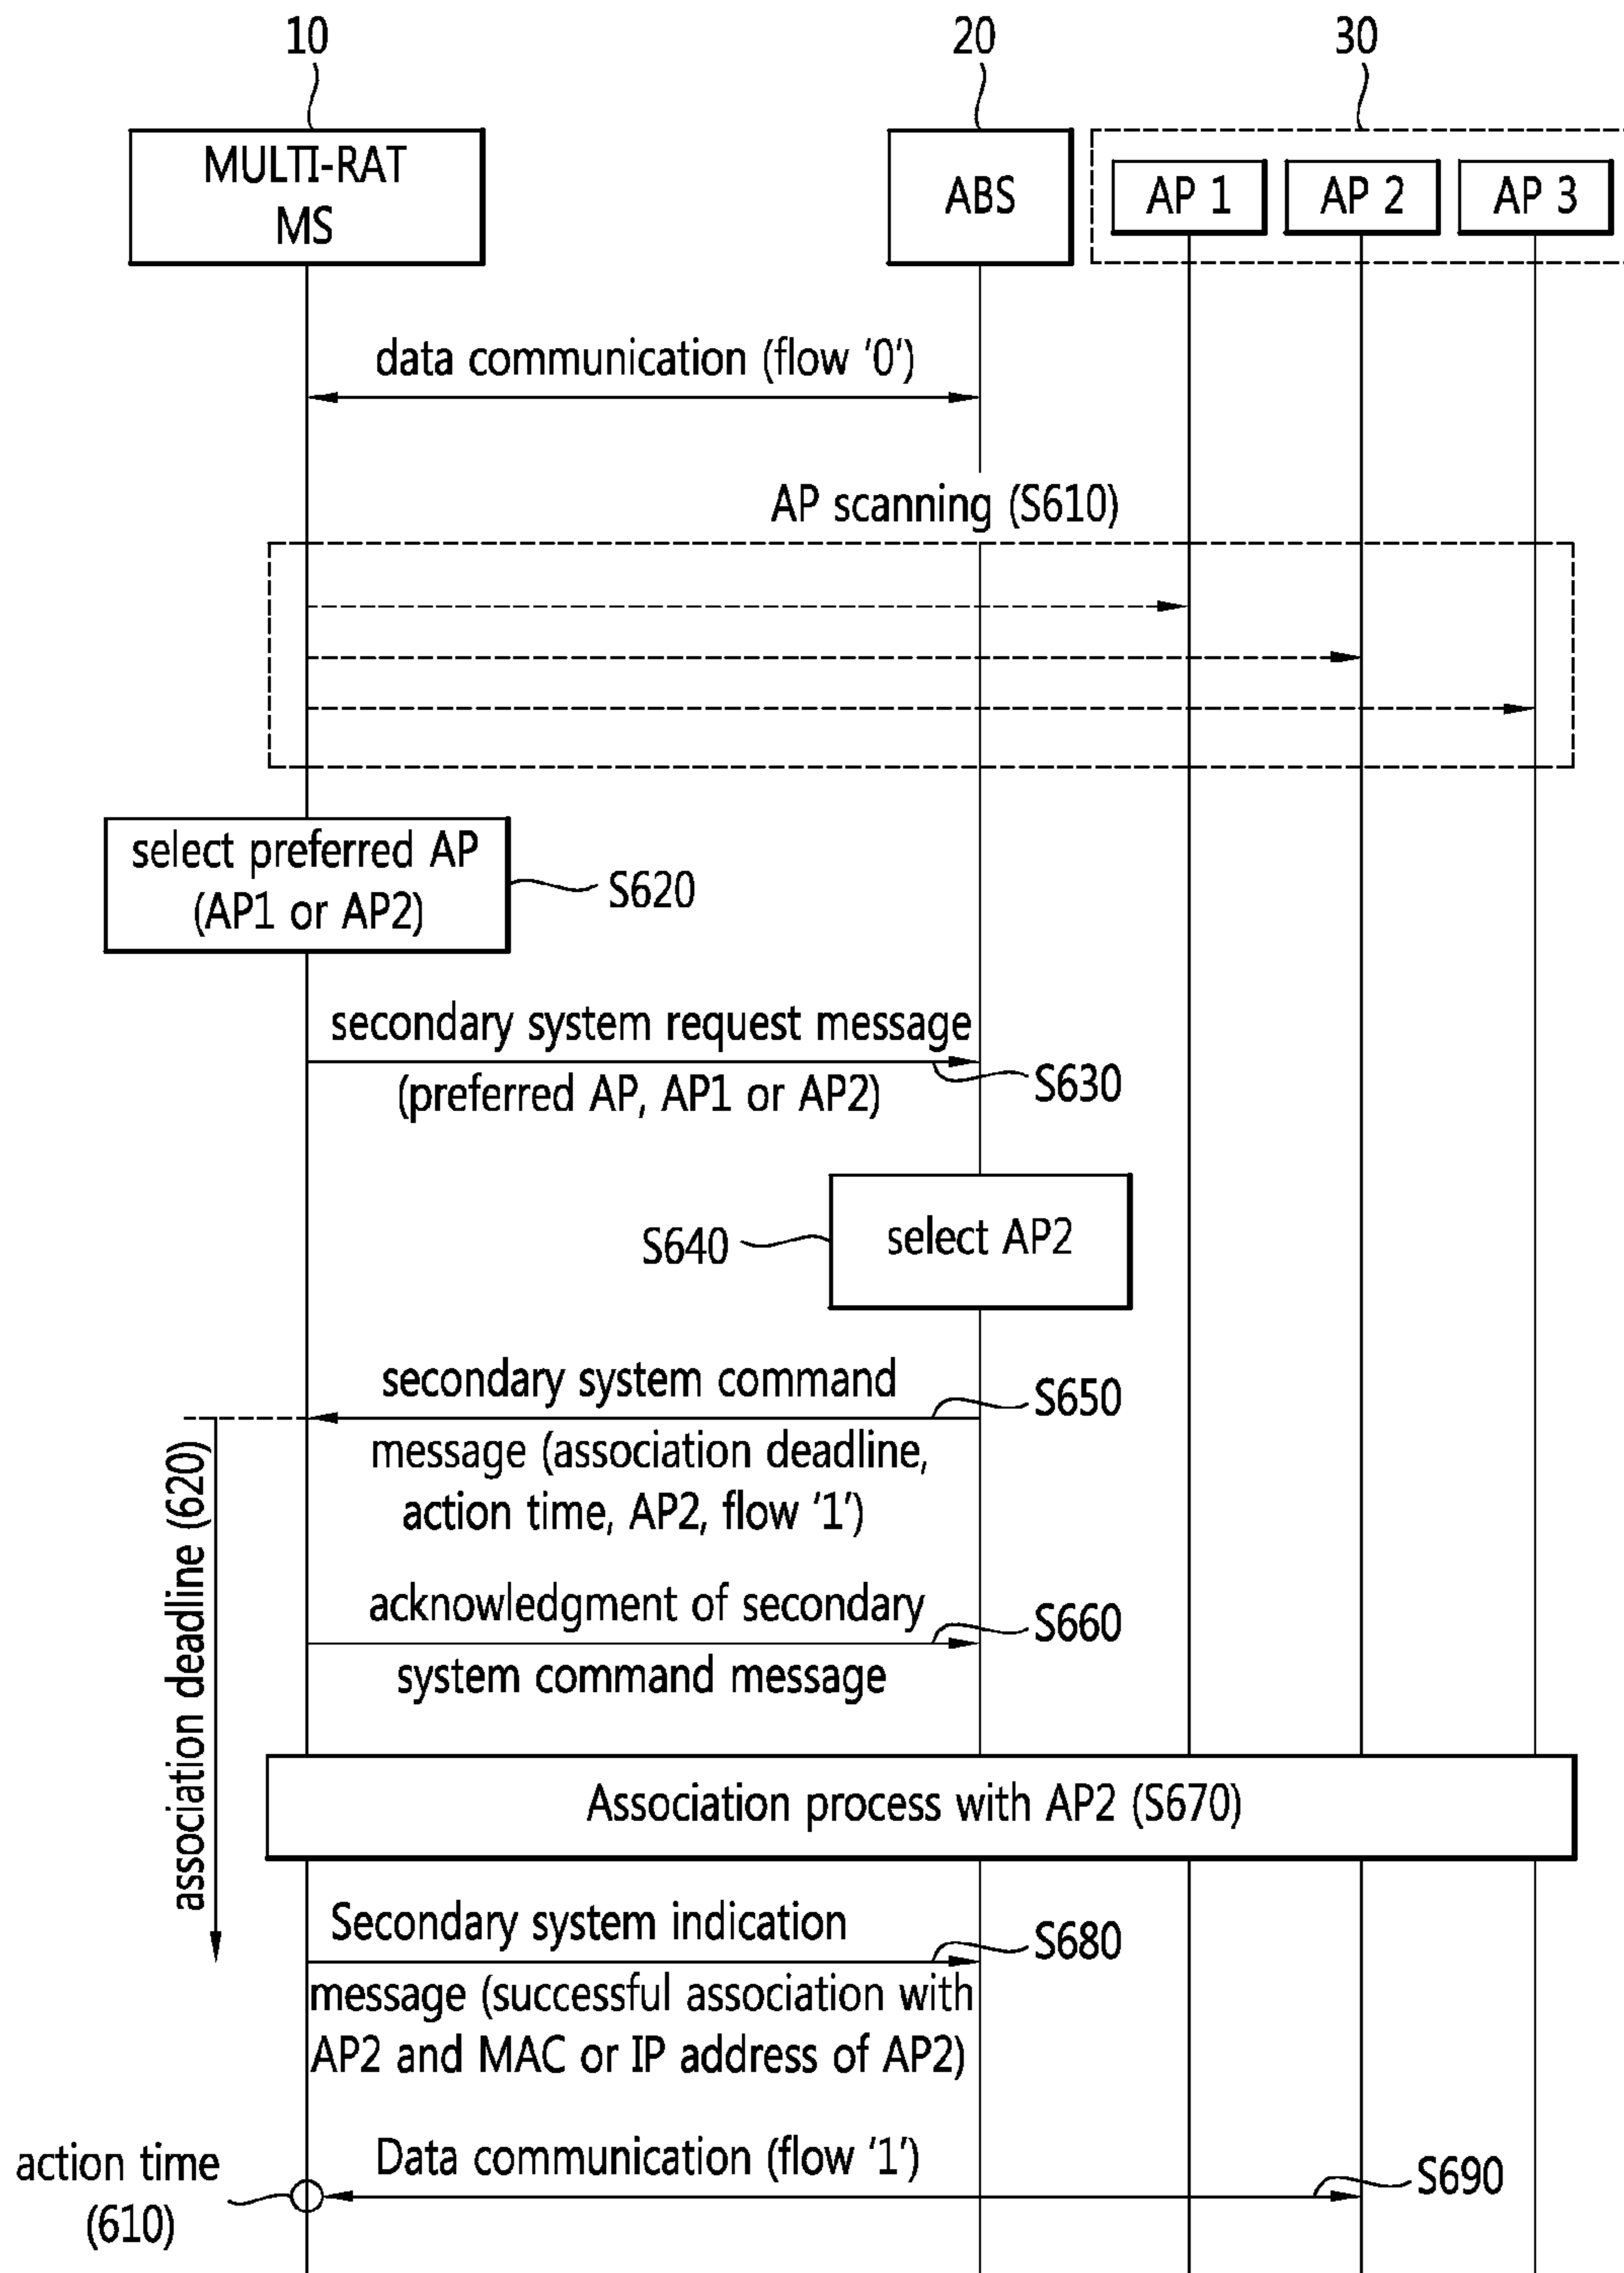 10
20
30
MULTI-RAT
MS
ABS
AP 1
AP 2
AP 3
data communication (flow '0')
AP scanning (S610)
select preferred AP
(AP1 or AP2)
S620
secondary system request message
(preferred AP, AP1 or AP2)
S630
select AP2
S640
secondary system command
message (association deadline,
action time, AP2, flow '1')
S650
association deadline (620)
acknowledgment of secondary
system command message
S660
Association process with AP2 (S670)
Secondary system indication
message (successful association with
AP2 and MAC or IP address of AP2)
S680
Data communication (flow '1')
S690
action time
(610)